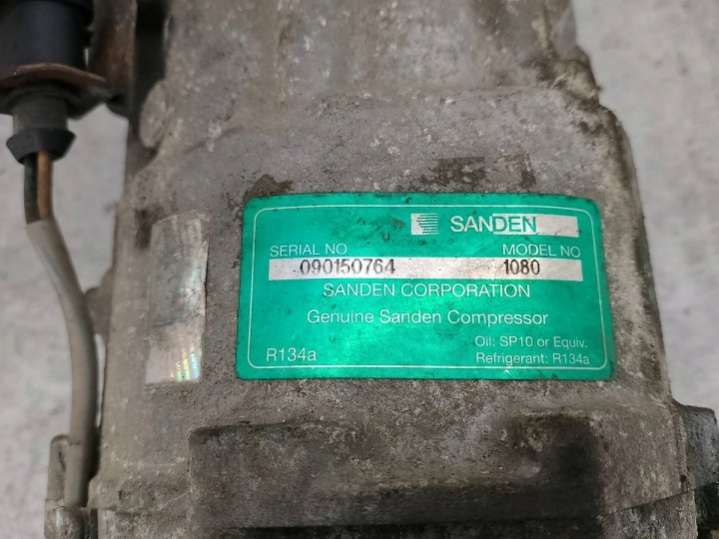 SANDEN
SERIAL NO MODEL NO
090150764 1080
SANDEN CORPORATION
Genuine Sanden Compressor
Oil: SP10 or Equiv.
R134a Refrigerant: R134a